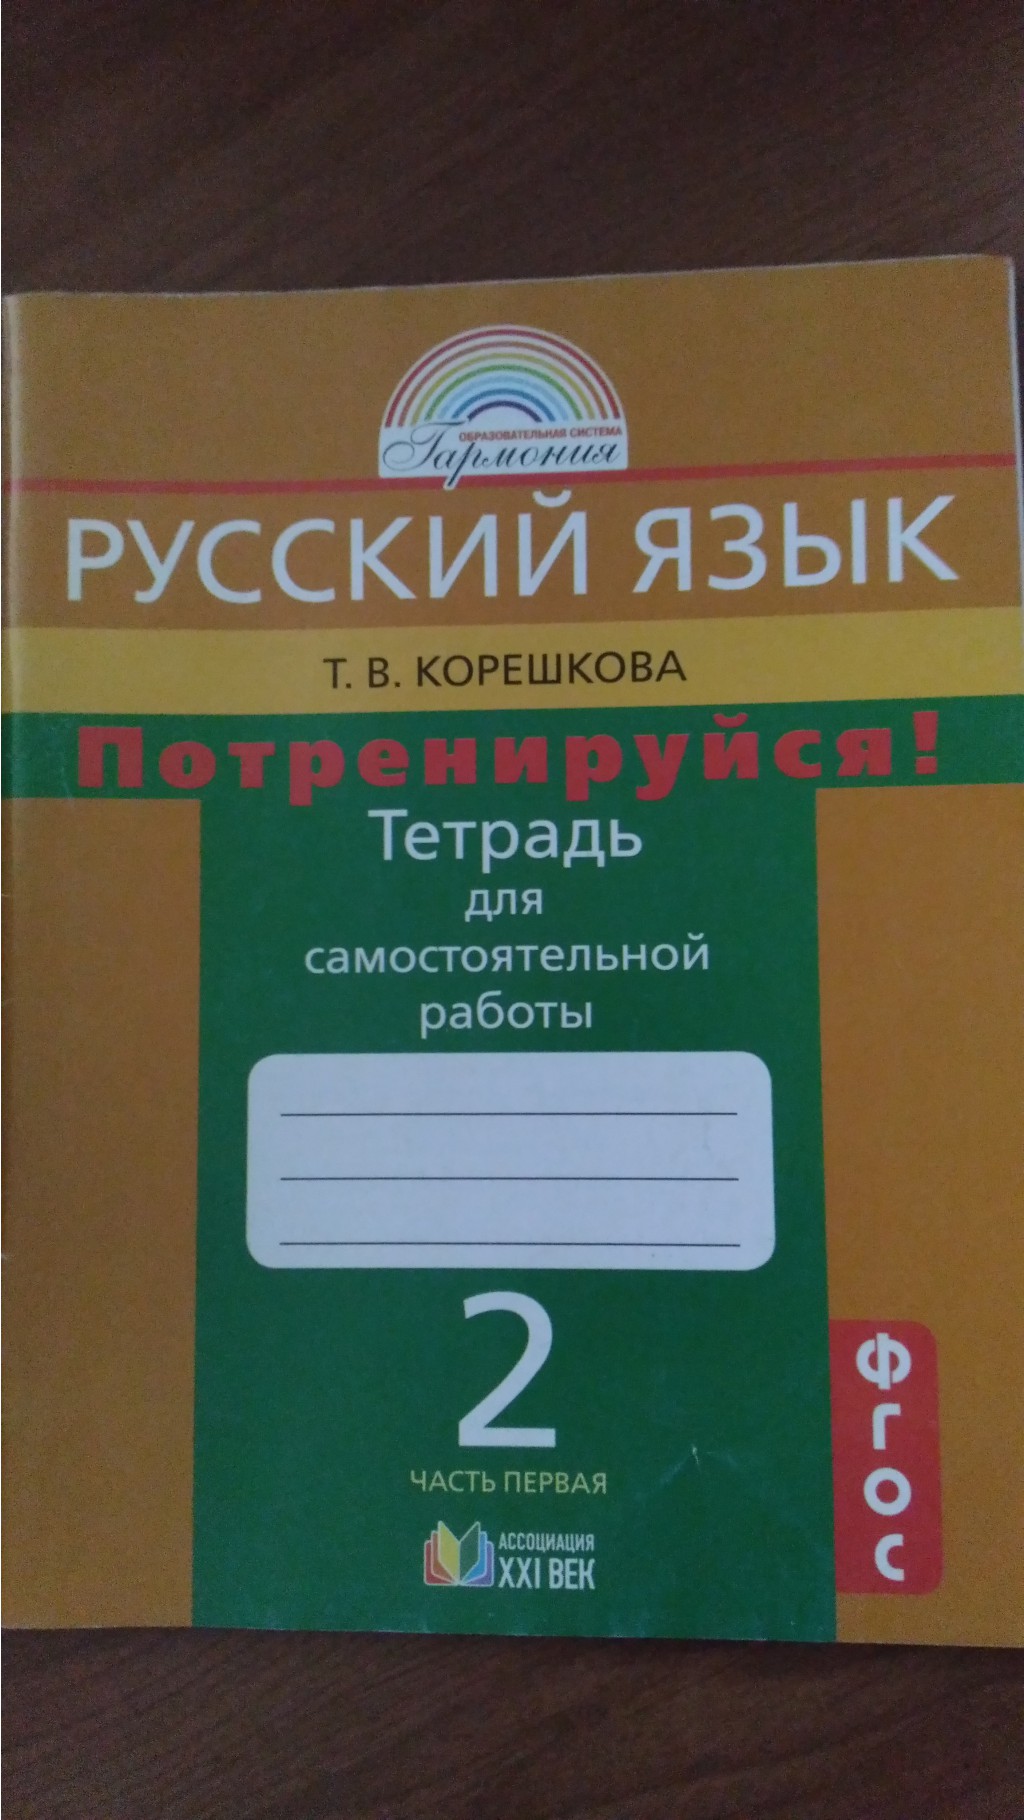 ОБРАЗОВАТЕЛЬНАЯ СИСТЕМА
Гармония
РУССКИЙ ЯЗЫК
Т. В. КОРЕШКОВА
Потренируйся!
Тетрадь
для
самостоятельной
работы
2
ЧАСТЬ ПЕРВАЯ
АССОЦИАЦИЯ
XXI ВЕК
ФГОС